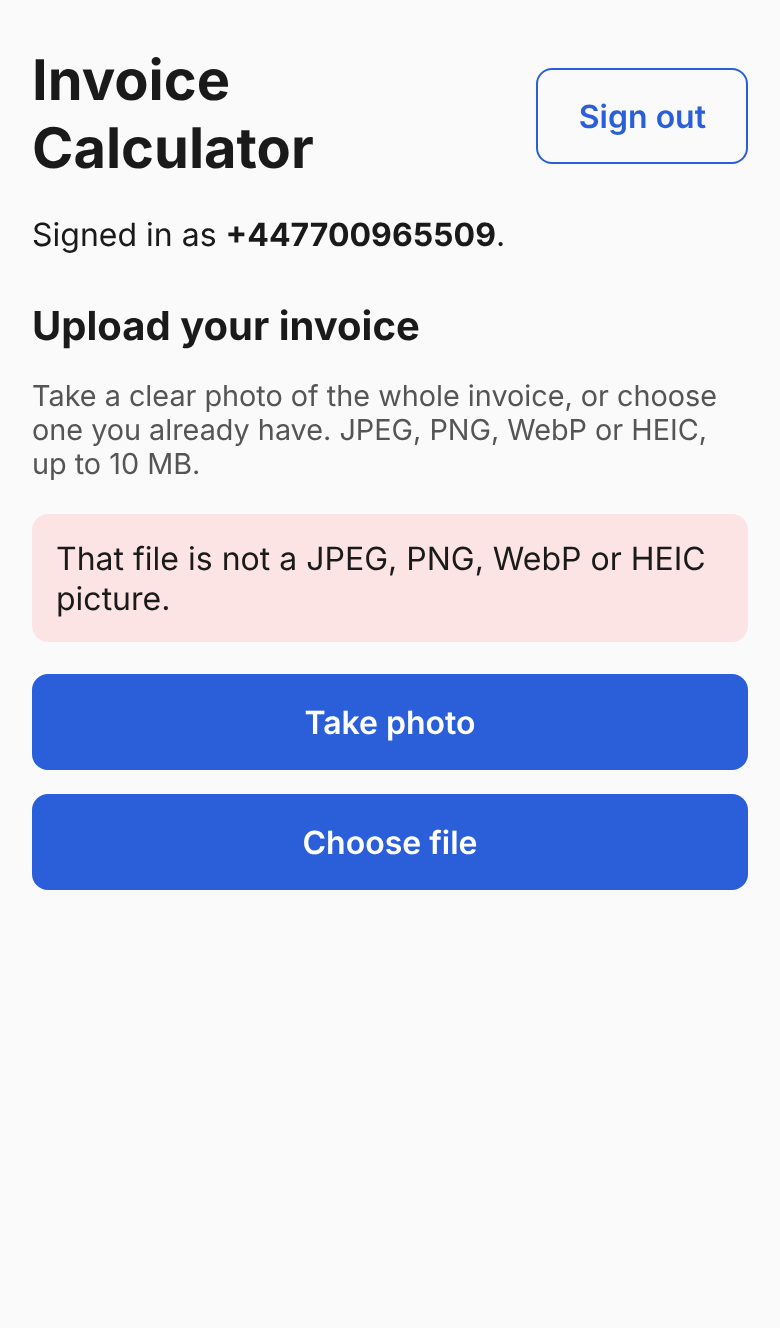 Invoice
Calculator
Sign out
Signed in as +447700965509.
Upload your invoice
Take a clear photo of the whole invoice, or choose
one you already have. JPEG, PNG, WebP or HEIC,
up to 10 MB.
That file is not a JPEG, PNG, WebP or HEIC
picture.
Take photo
Choose file